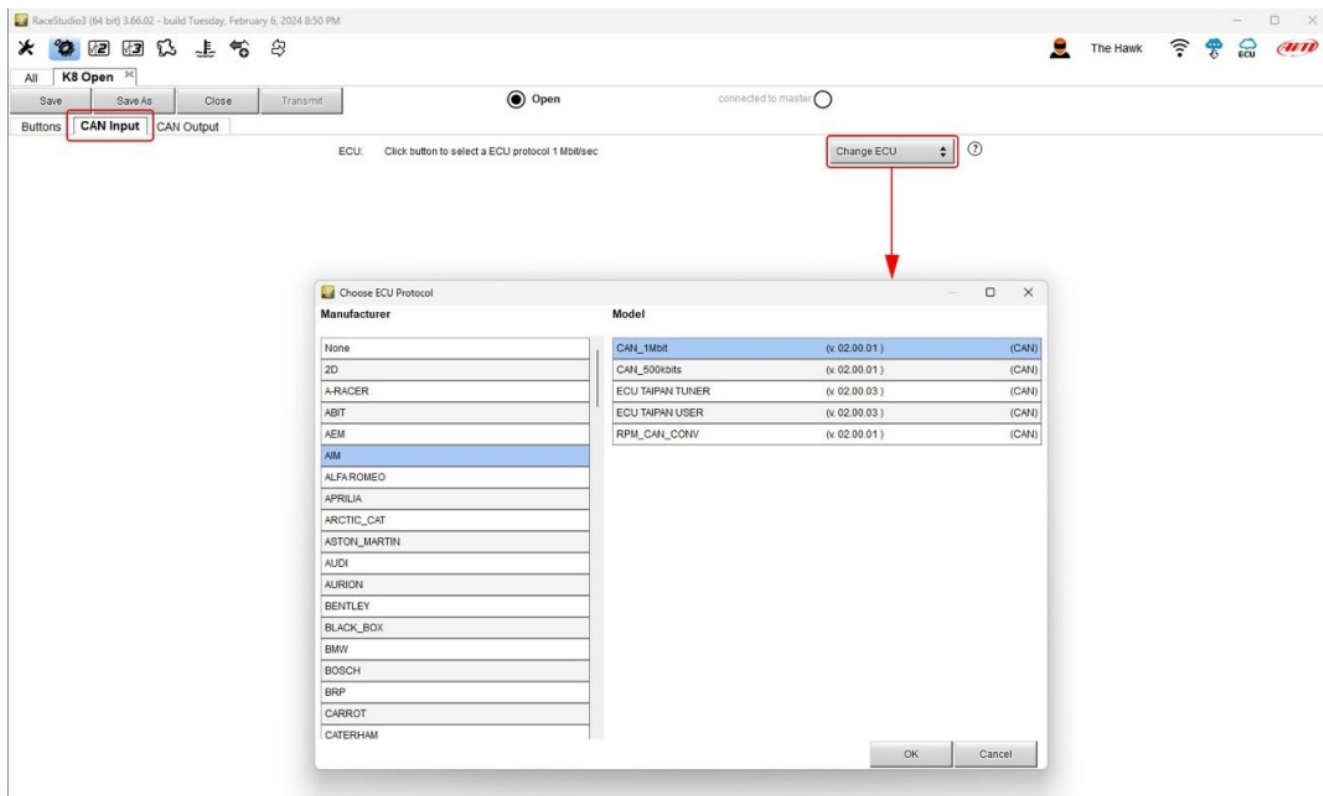 RaceStudio3 (64 bit) 3.66.02 - build Tuesday, February 6, 2024 8:50 PM
The Hawk ECU AiM
All K8 Open
Save Save As Close Transmit Open connected to master
Buttons CAN Input CAN Output
ECU: Click button to select a ECU protocol 1 Mbit/sec Change ECU ?
Choose ECU Protocol
Manufacturer Model
None CAN_1Mbit (v. 02.00.01 ) (CAN)
2D CAN_500kbits (v. 02.00.01 ) (CAN)
A-RACER ECU TAIPAN TUNER (v. 02.00.03 ) (CAN)
ABIT ECU TAIPAN USER (v. 02.00.03 ) (CAN)
AEM RPM_CAN_CONV (v. 02.00.01 ) (CAN)
AIM
ALFA ROMEO
APRILIA
ARCTIC_CAT
ASTON_MARTIN
AUDI
AURION
BENTLEY
BLACK_BOX
BMW
BOSCH
BRP
CARROT
CATERHAM
OK Cancel